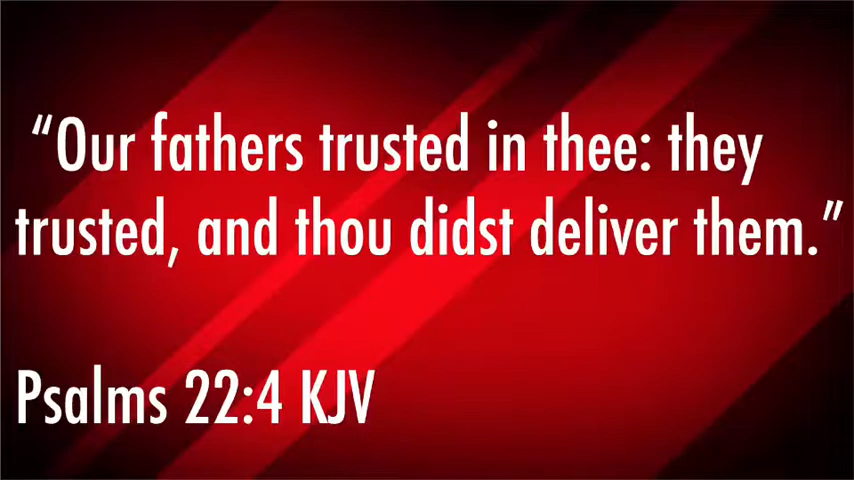 “Our fathers trusted in thee: they
trusted, and thou didst deliver them.”
Psalms 22:4 KJV